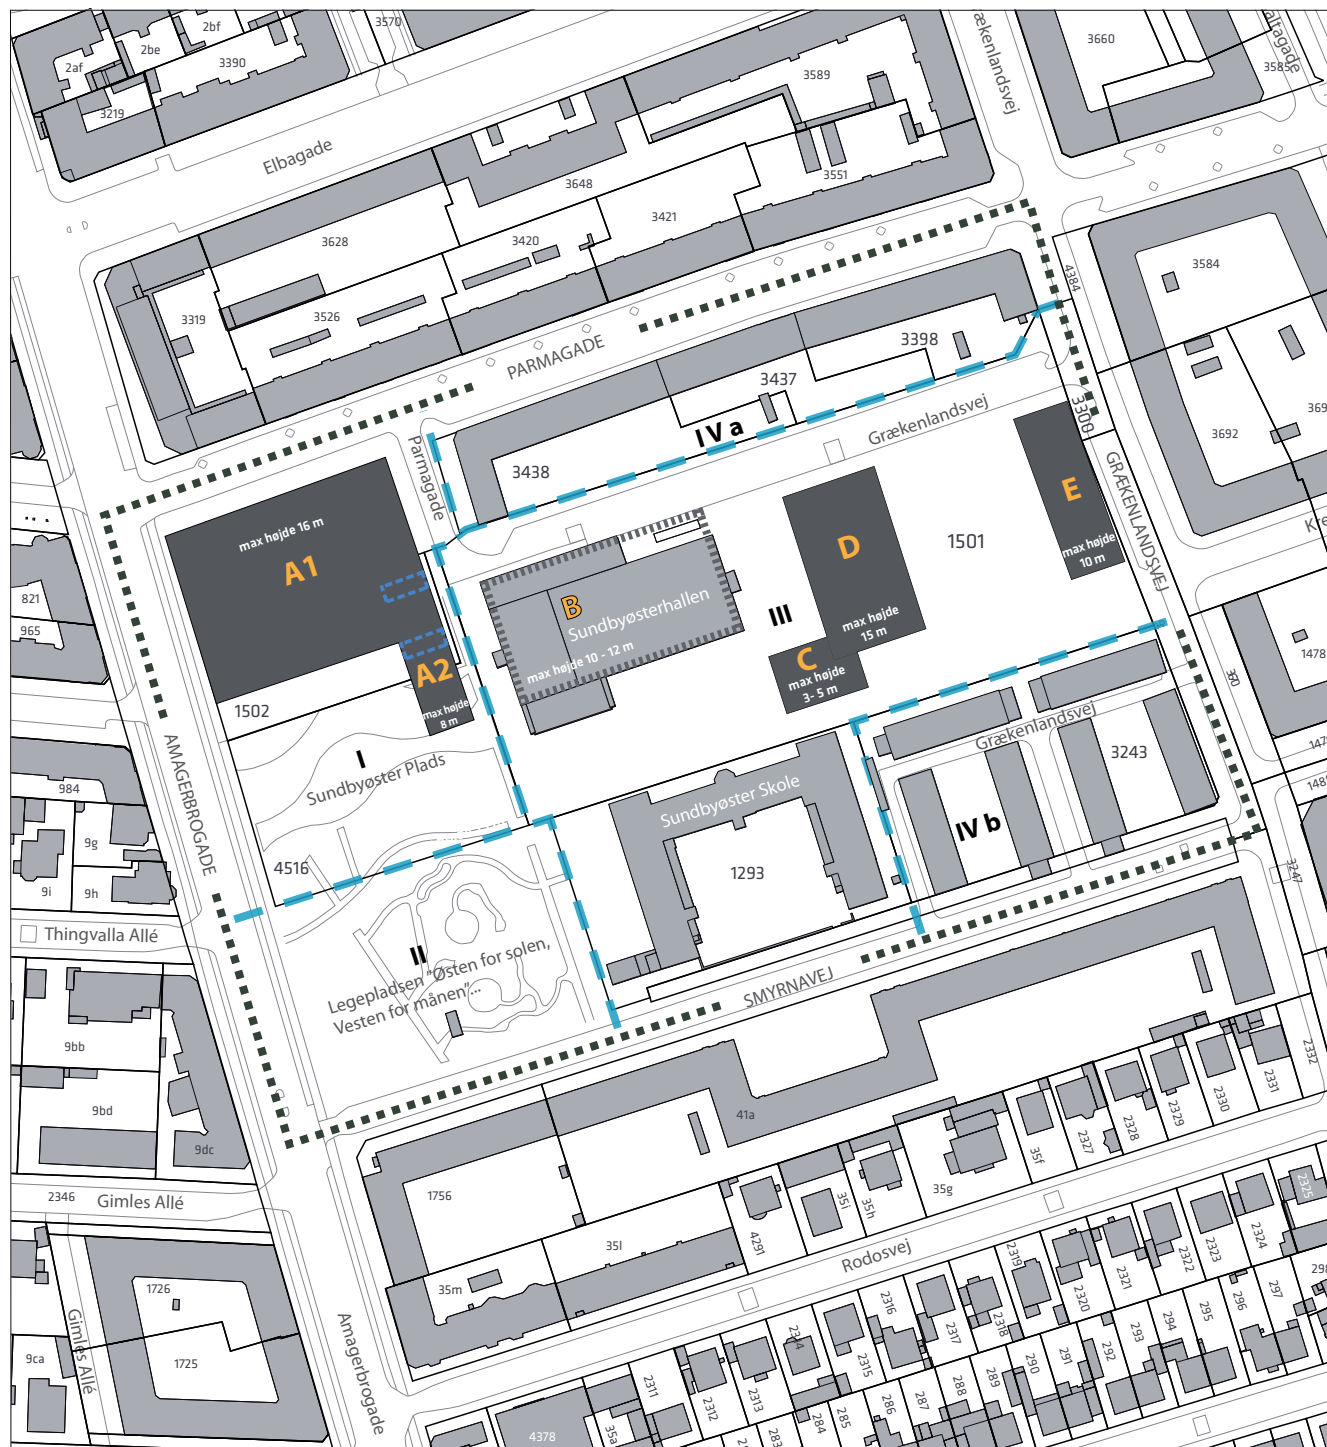 2bf
3570
2be
2af
3390
3219
Elbagade
3589
3660
3585
3648
3551
3421
3628
3420
3584
4384
3319
3526
PARMAGADE
3398
3437
3300
3692
IV a
Grækenlandsvej
Parmagade
3438
GRÆKENLANDSVEJ
E
max højde
10 m
max højde 16 m
A1
D
1501
max højde
15 m
III
B
Sundbyøsterhallen
max højde 10 - 12 m
C
max højde
3- 5 m
821
965
A2
max højde
8 m
1502
1478
I
Sundbyøster Plads
Grækenlandsvej
3243
AMAGERBROGADE
984
Sundbyøster Skole
IV b
9g
9i
9h
4516
1293
3247
Thingvalla Allé
II
Legepladsen "Østen for solen,
Vesten for månen"...
SMYRNAVEJ
9bb
9bd
9dc
41a
2332
2331
2330
2329
2328
2327
35f
35g
35h
35i
1756
2346
Gimles Allé
4291
35l
Rodosvej
35m
2325
2324
2323
2322
2321
2320
2319
2318
2317
2316
2315
2314
2313
2312
2311
1726
1725
Gimles Allé
9ca
Amagerbrogade
298
297
296
295
294
293
292
291
290
289
288
287
286
285
284
283
35a
4378